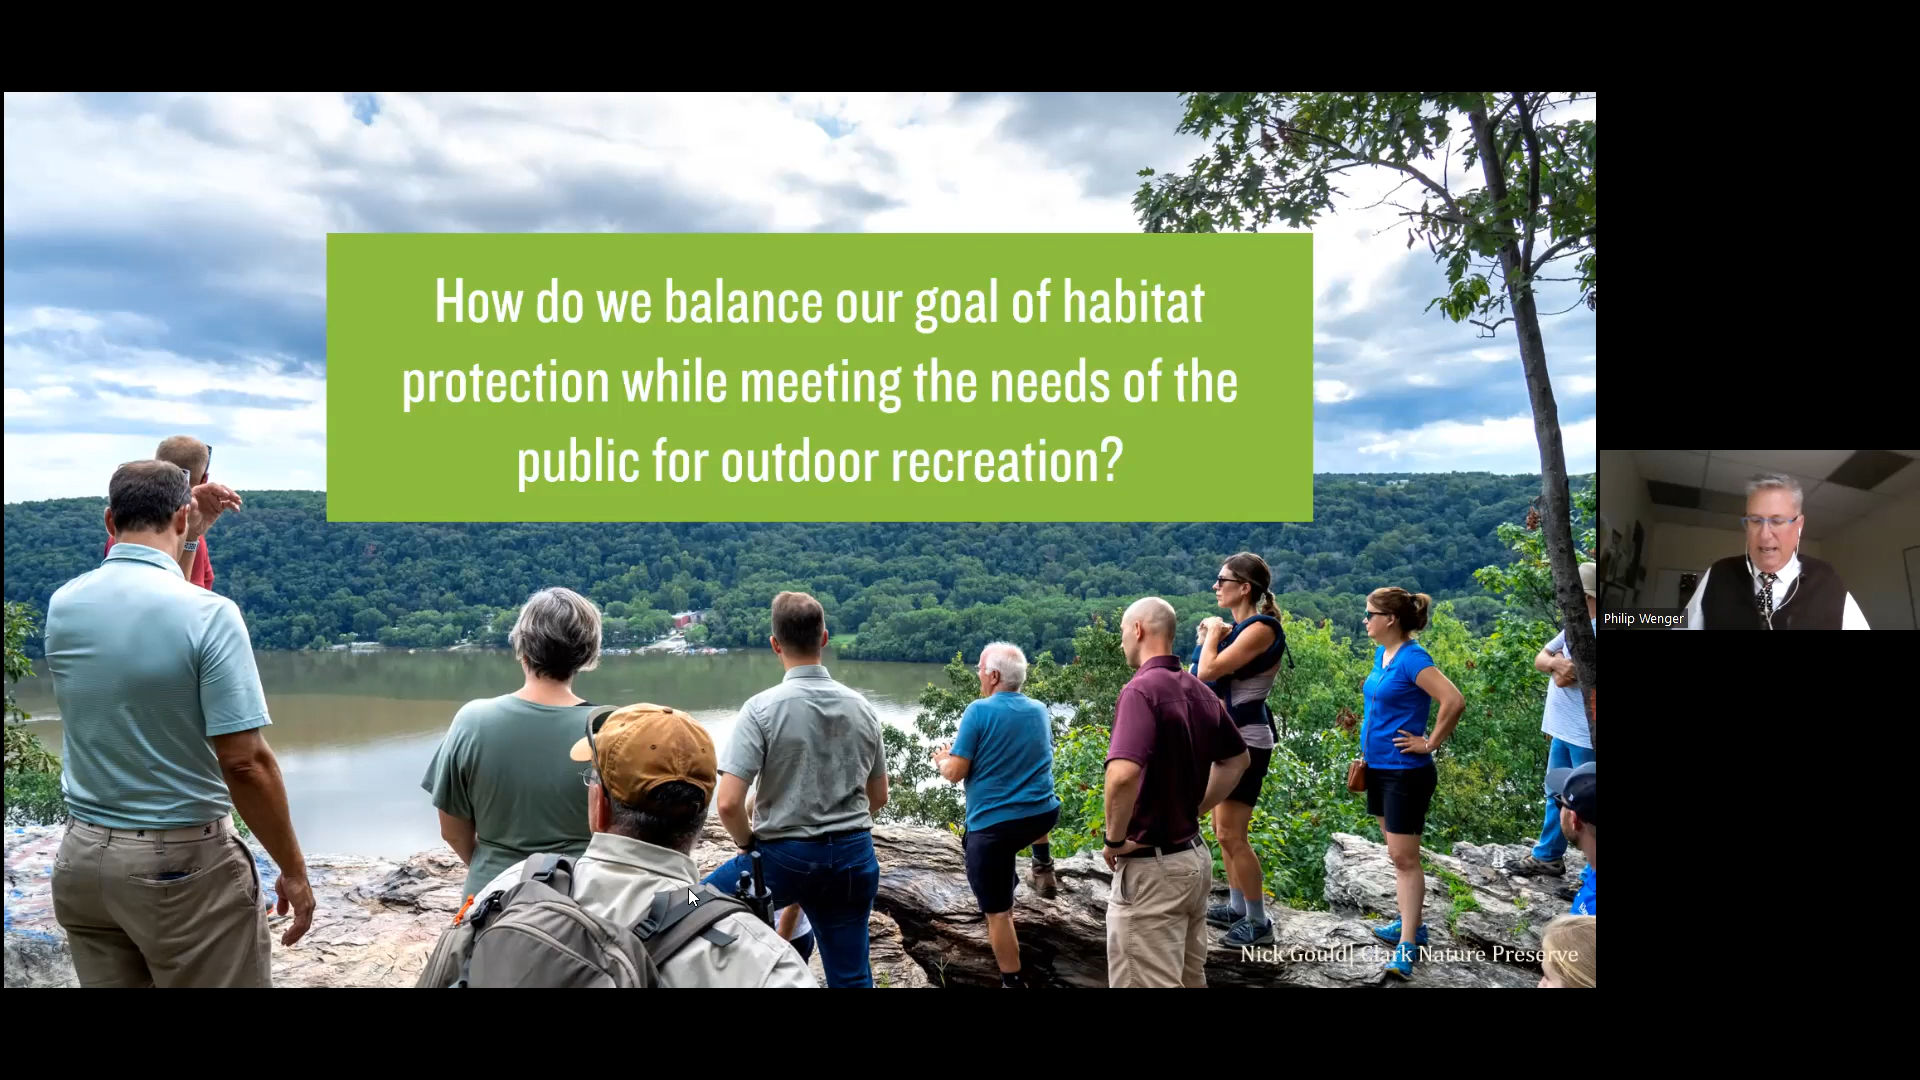 How do we balance our goal of habitat
protection while meeting the needs of the
public for outdoor recreation?
Philip Wenger
Nick Gould| Clark Nature Preserve